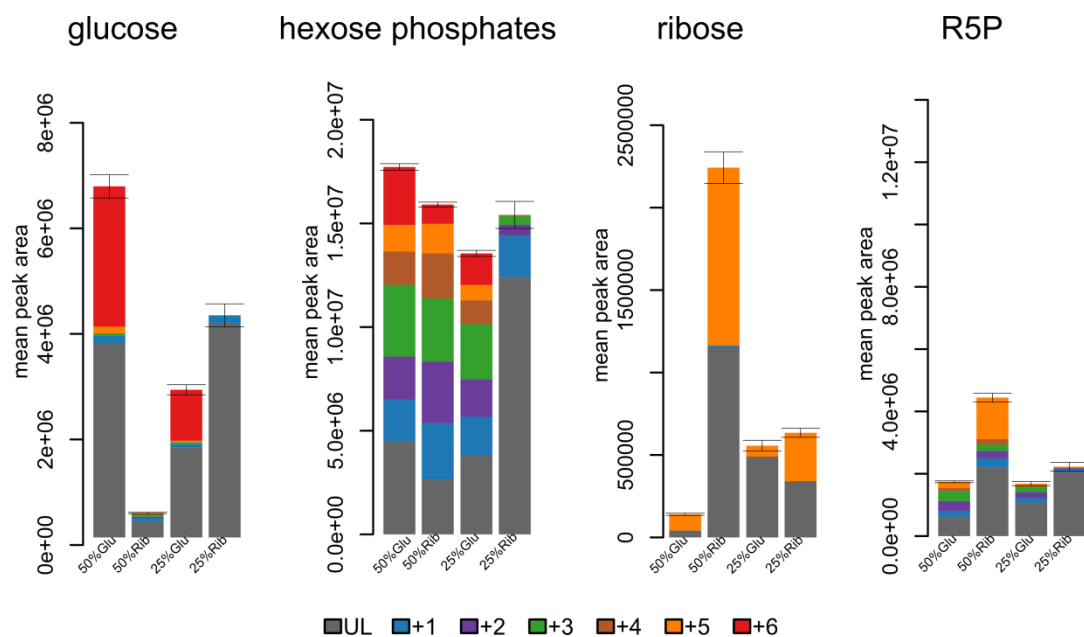 glucose
hexose phosphates
ribose
R5P
mean peak area
0e+00
2e+06
4e+06
6e+06
8e+06
50%Glu
50%Rib
25%Glu
25%Rib
mean peak area
0.0e+00
5.0e+06
1.0e+07
1.5e+07
2.0e+07
50%Glu
50%Rib
25%Glu
25%Rib
mean peak area
0
500000
1500000
2500000
50%Glu
50%Rib
25%Glu
25%Rib
mean peak area
0.0e+00
4.0e+06
8.0e+06
1.2e+07
50%Glu
50%Rib
25%Glu
25%Rib
UL +1 +2 +3 +4 +5 +6